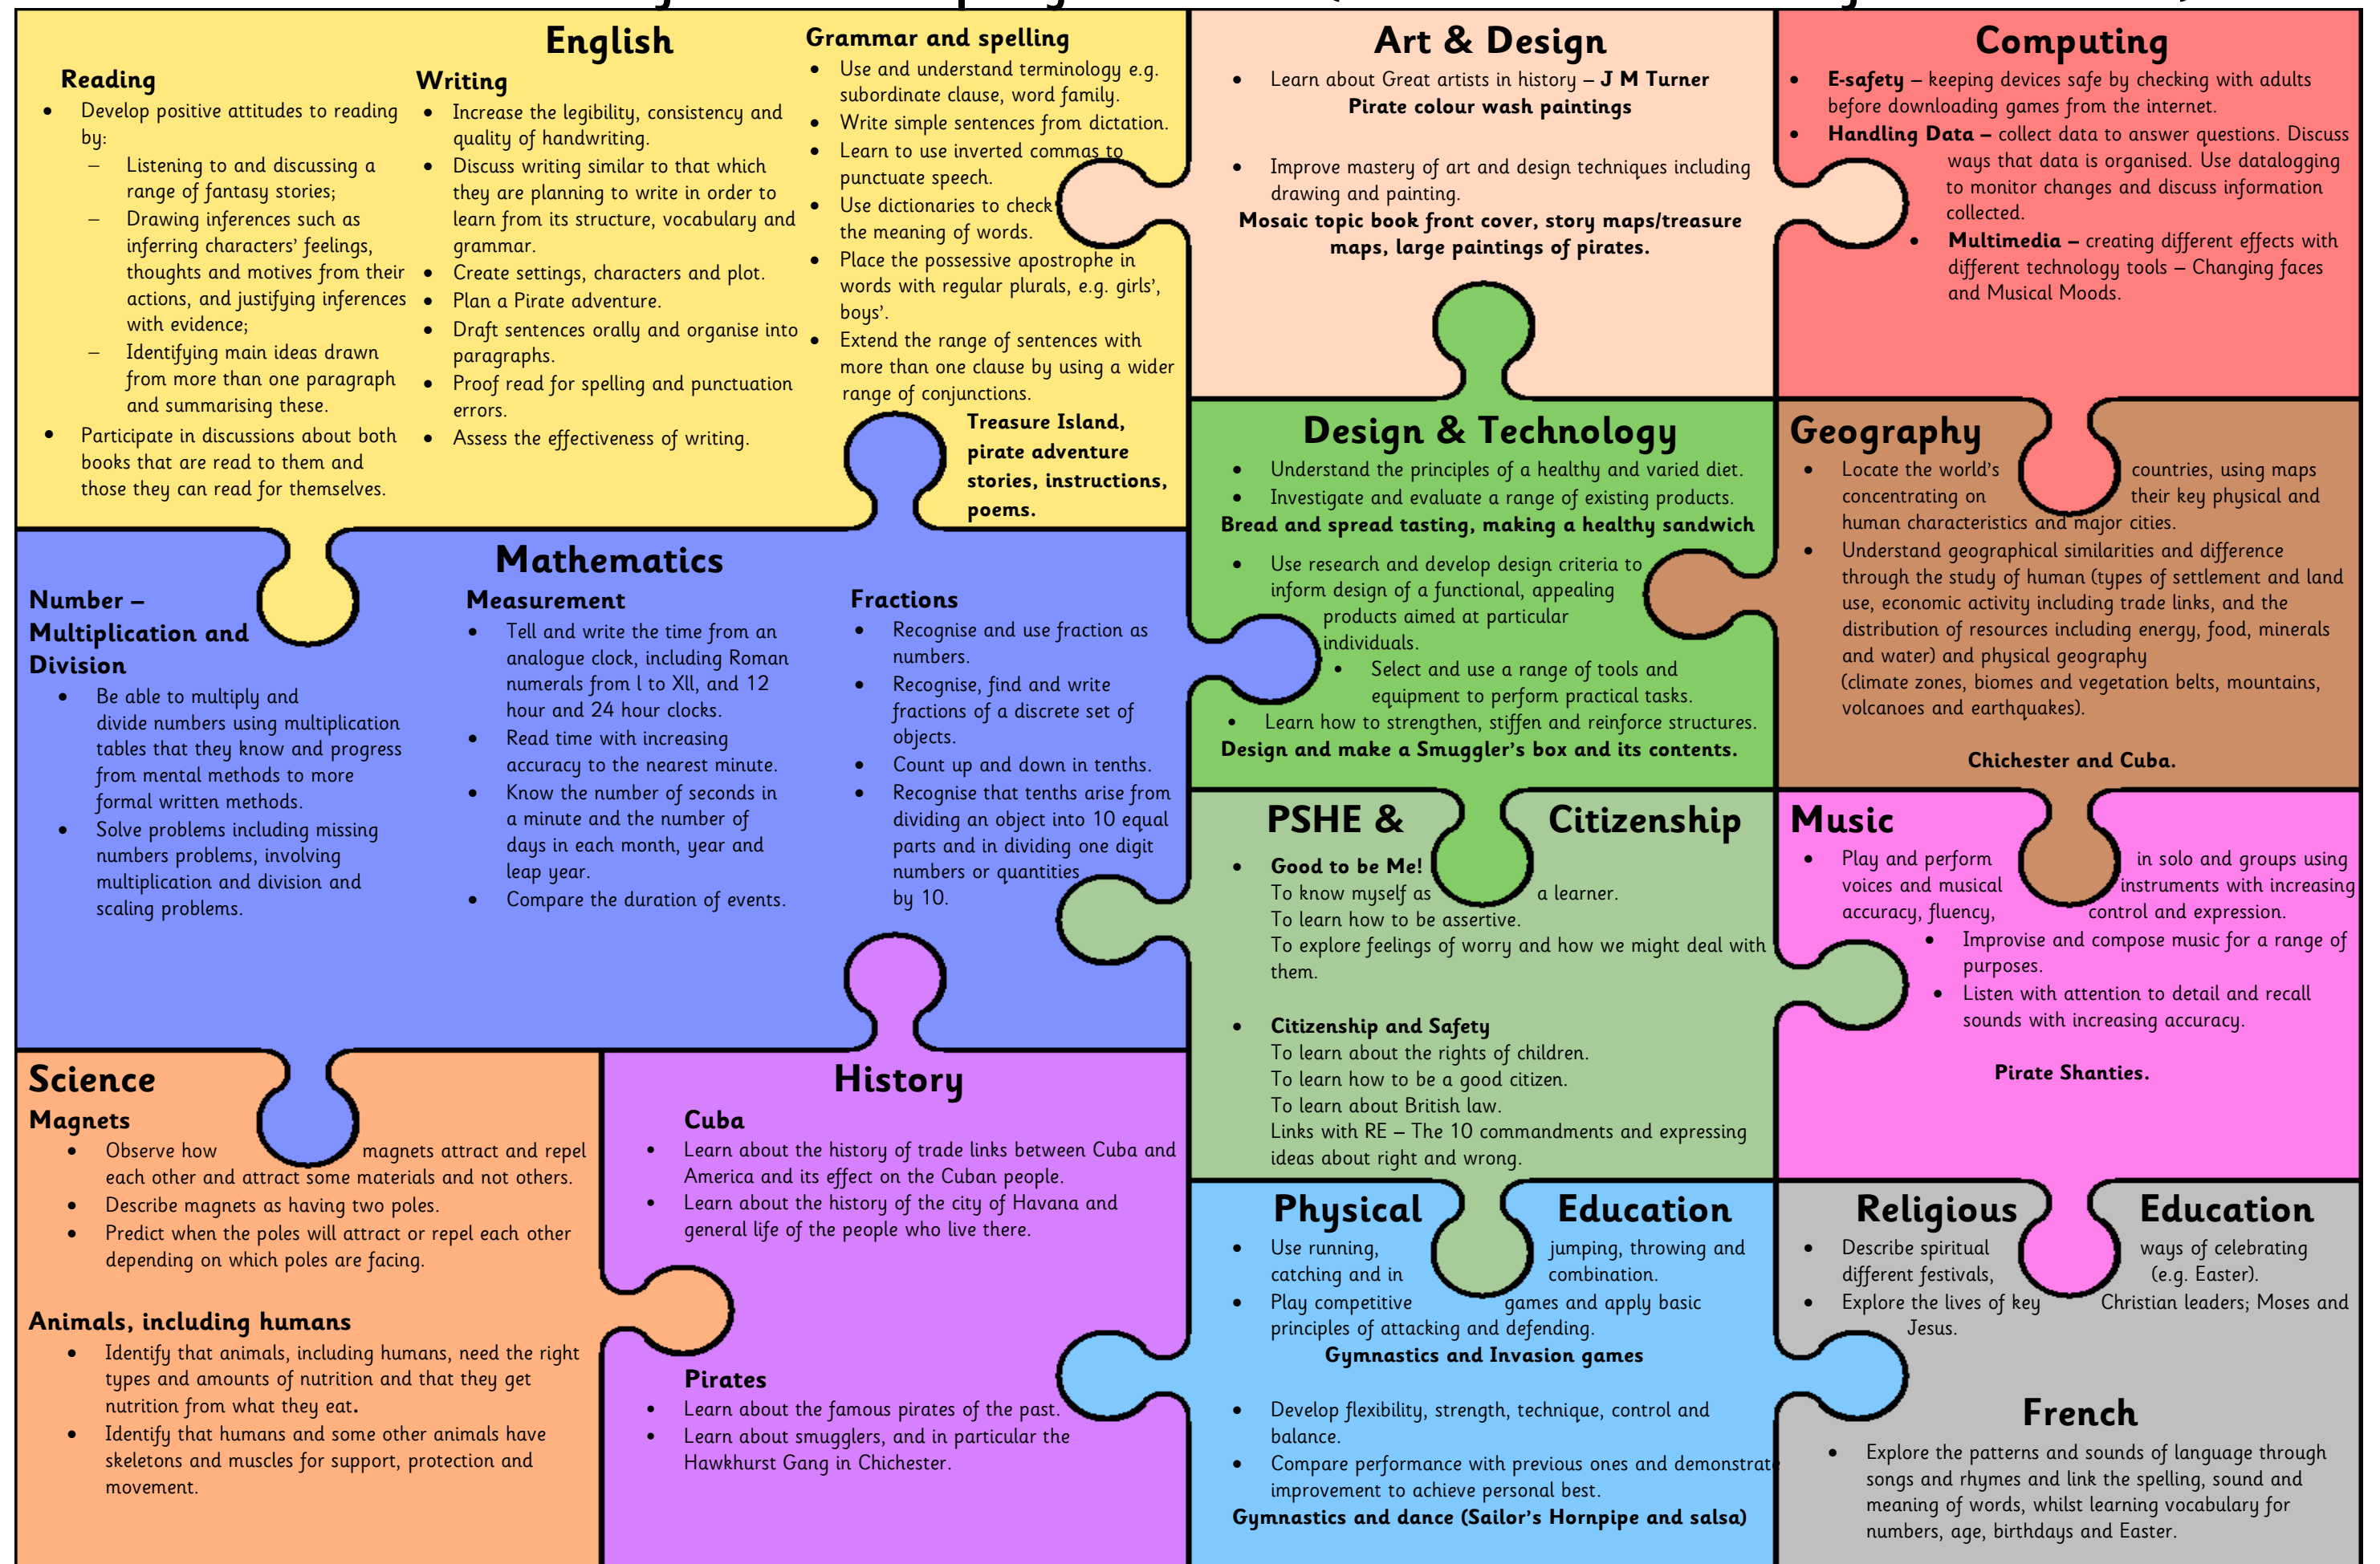 English
Reading
• Develop positive attitudes to reading
by:
– Listening to and discussing a
range of fantasy stories;
– Drawing inferences such as
inferring characters' feelings,
thoughts and motives from their
actions, and justifying inferences
with evidence;
– Identifying main ideas drawn
from more than one paragraph
and summarising these.
• Participate in discussions about both
books that are read to them and
those they can read for themselves.
Writing
• Increase the legibility, consistency and
quality of handwriting.
• Discuss writing similar to that which
they are planning to write in order to
learn from its structure, vocabulary and
grammar.
• Create settings, characters and plot.
• Plan a Pirate adventure.
• Draft sentences orally and organise into
paragraphs.
• Proof read for spelling and punctuation
errors.
• Assess the effectiveness of writing.
Grammar and spelling
• Use and understand terminology e.g.
subordinate clause, word family.
• Write simple sentences from dictation.
• Learn to use inverted commas to
punctuate speech.
• Use dictionaries to check
the meaning of words.
• Place the possessive apostrophe in
words with regular plurals, e.g. girls',
boys'.
• Extend the range of sentences with
more than one clause by using a wider
range of conjunctions.
Treasure Island,
pirate adventure
stories, instructions,
poems.
Art & Design
• Learn about Great artists in history – J M Turner
Pirate colour wash paintings
• Improve mastery of art and design techniques including
drawing and painting.
Mosaic topic book front cover, story maps/treasure
maps, large paintings of pirates.
Computing
• E-safety – keeping devices safe by checking with adults
before downloading games from the internet.
• Handling Data – collect data to answer questions. Discuss
ways that data is organised. Use datalogging
to monitor changes and discuss information
collected.
• Multimedia – creating different effects with
different technology tools – Changing faces
and Musical Moods.
Mathematics
Number –
Multiplication and
Division
• Be able to multiply and
divide numbers using multiplication
tables that they know and progress
from mental methods to more
formal written methods.
• Solve problems including missing
numbers problems, involving
multiplication and division and
scaling problems.
Measurement
• Tell and write the time from an
analogue clock, including Roman
numerals from l to Xll, and 12
hour and 24 hour clocks.
• Read time with increasing
accuracy to the nearest minute.
• Know the number of seconds in
a minute and the number of
days in each month, year and
leap year.
• Compare the duration of events.
Fractions
• Recognise and use fraction as
numbers.
• Recognise, find and write
fractions of a discrete set of
objects.
• Count up and down in tenths.
• Recognise that tenths arise from
dividing an object into 10 equal
parts and in dividing one digit
numbers or quantities
by 10.
Design & Technology
• Understand the principles of a healthy and varied diet.
• Investigate and evaluate a range of existing products.
Bread and spread tasting, making a healthy sandwich
• Use research and develop design criteria to
inform design of a functional, appealing
products aimed at particular
individuals.
• Select and use a range of tools and
equipment to perform practical tasks.
• Learn how to strengthen, stiffen and reinforce structures.
Design and make a Smuggler's box and its contents.
Geography
• Locate the world's countries, using maps
concentrating on their key physical and
human characteristics and major cities.
• Understand geographical similarities and difference
through the study of human (types of settlement and land
use, economic activity including trade links, and the
distribution of resources including energy, food, minerals
and water) and physical geography
(climate zones, biomes and vegetation belts, mountains,
volcanoes and earthquakes).
Chichester and Cuba.
PSHE & Citizenship
• Good to be Me!
To know myself as a learner.
To learn how to be assertive.
To explore feelings of worry and how we might deal with
them.
• Citizenship and Safety
To learn about the rights of children.
To learn how to be a good citizen.
To learn about British law.
Links with RE – The 10 commandments and expressing
ideas about right and wrong.
Music
• Play and perform in solo and groups using
voices and musical instruments with increasing
accuracy, fluency, control and expression.
• Improvise and compose music for a range of
purposes.
• Listen with attention to detail and recall
sounds with increasing accuracy.
Pirate Shanties.
Science
Magnets
• Observe how magnets attract and repel
each other and attract some materials and not others.
• Describe magnets as having two poles.
• Predict when the poles will attract or repel each other
depending on which poles are facing.
Animals, including humans
• Identify that animals, including humans, need the right
types and amounts of nutrition and that they get
nutrition from what they eat.
• Identify that humans and some other animals have
skeletons and muscles for support, protection and
movement.
History
Cuba
• Learn about the history of trade links between Cuba and
America and its effect on the Cuban people.
• Learn about the history of the city of Havana and
general life of the people who live there.
Pirates
• Learn about the famous pirates of the past.
• Learn about smugglers, and in particular the
Hawkhurst Gang in Chichester.
Physical Education
• Use running, jumping, throwing and
catching and in combination.
• Play competitive games and apply basic
principles of attacking and defending.
Gymnastics and Invasion games
• Develop flexibility, strength, technique, control and
balance.
• Compare performance with previous ones and demonstrate
improvement to achieve personal best.
Gymnastics and dance (Sailor's Hornpipe and salsa)
Religious Education
• Describe spiritual ways of celebrating
different festivals, (e.g. Easter).
• Explore the lives of key Christian leaders; Moses and
Jesus.
French
• Explore the patterns and sounds of language through
songs and rhymes and link the spelling, sound and
meaning of words, whilst learning vocabulary for
numbers, age, birthdays and Easter.